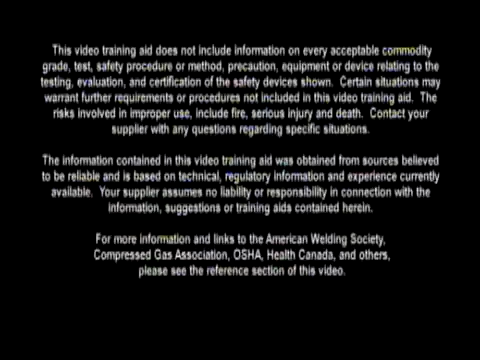 This video training aid does not include information on every acceptable commodity
grade, test, safety procedure or method, precaution, equipment or device relating to the
testing, evaluation, and certification of the safety devices shown. Certain situations may
warrant further requirements or procedures not included in this video training aid. The
risks involved in improper use, include fire, serious injury and death. Contact your
supplier with any questions regarding specific situations.
The information contained in this video training aid was obtained from sources believed
to be reliable and is based on technical, regulatory information and experience currently
available. Your supplier assumes no liability or responsibility in connection with the
information, suggestions or training aids contained herein.
For more information and links to the American Welding Society,
Compressed Gas Association, OSHA, Health Canada, and others,
please see the reference section of this video.